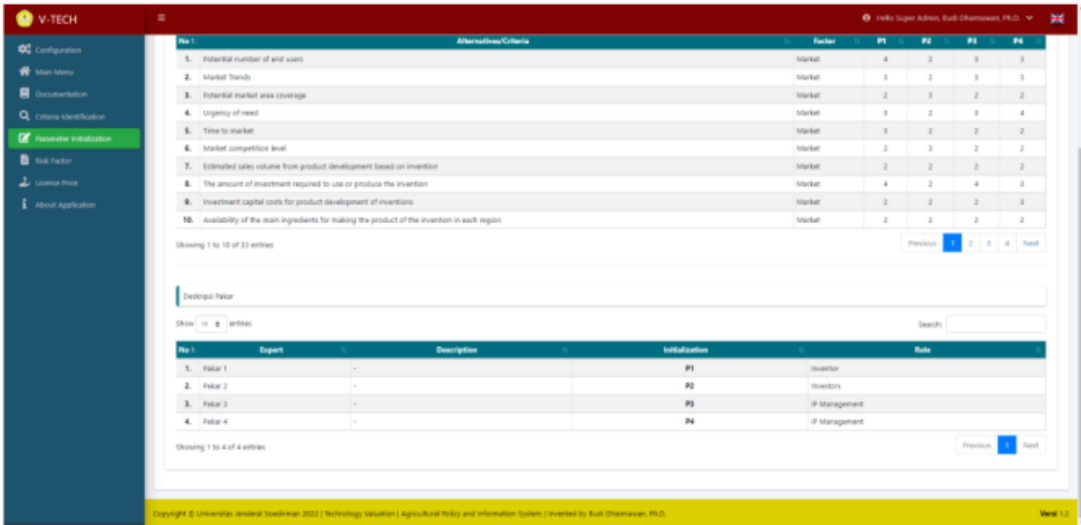 V-TECH
Hello Super Admin, Budi Dharmawan, Ph.D.
Configuration
Main Menu
Documentation
Criteria Identification
Parameter Initialization
Risk Factor
License Price
About Application
No Alternatives/Criteria Factor P1 P2 P3 P4
1. Potential number of end users Market 4 2 3 3
2. Market Trends Market 3 2 3 3
3. Potential market area coverage Market 2 3 2 2
4. Urgency of need Market 3 2 3 4
5. Time to market Market 3 2 2 2
6. Market competition level Market 2 3 2 2
7. Estimated sales volume from product development based on invention Market 2 2 2 2
8. The amount of investment required to use or produce the invention Market 4 2 4 3
9. Investment capital costs for product development of inventions Market 2 2 2 3
10. Availability of the main ingredients for making the product of the invention in each region Market 2 2 2 2
Showing 1 to 10 of 33 entries
Previous 1 2 3 4 Next
Deskripsi Pakar
Show 10 entries Search:
No Expert Description Initialization Role
1. Pakar 1 - P1 Inventor
2. Pakar 2 - P2 Investors
3. Pakar 3 - P3 IP Management
4. Pakar 4 - P4 IP Management
Showing 1 to 4 of 4 entries
Previous 1 Next
Copyright © Universitas Jenderal Soedirman 2022 | Technology Valuation | Agricultural Policy and Information System | Invented by Budi Dharmawan, Ph.D. Versi 1.2